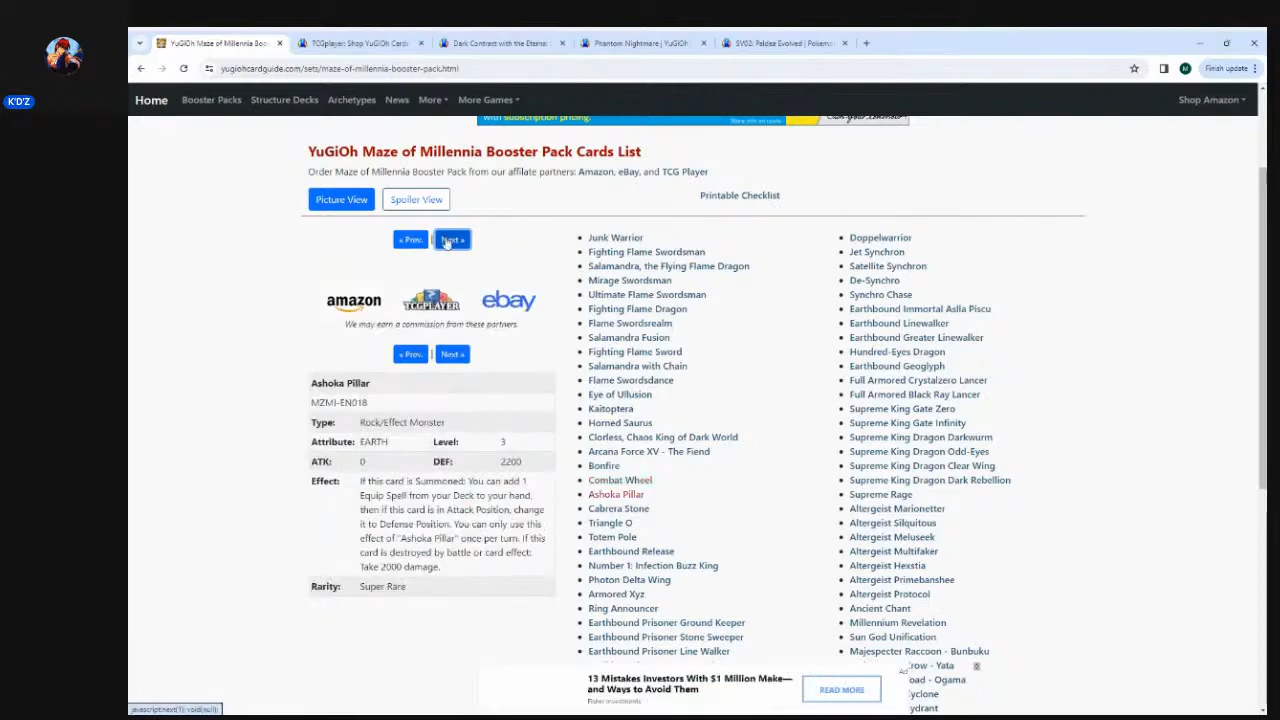 YuGiOh Maze of Millennia Boo
TCGplayer: Shop YuGiOh Cards
Dark Contract with the Eternal
Phantom Nightmare | YuGiOh
SV02: Paldea Evolved | Pokem
yugiohcardguide.com/sets/maze-of-millennia-booster-pack.html
M
Finish update
K'D'Z
Home
Booster Packs
Structure Decks
Archetypes
News
More
More Games
Shop Amazon
with subscription pricing.
YuGiOh Maze of Millennia Booster Pack Cards List
Order Maze of Millennia Booster Pack from our affiliate partners: Amazon, eBay, and TCG Player
Picture View
Spoiler View
Printable Checklist
« Prev. | Next »
amazon
TCGPLAYER
ebay
We may earn a commission from these partners.
« Prev. | Next »
Ashoka Pillar
MZMI-EN018
Type: Rock/Effect Monster
Attribute: EARTH Level: 3
ATK: 0 DEF: 2200
Effect: If this card is Summoned: You can add 1
Equip Spell from your Deck to your hand,
then if this card is in Attack Position, change
it to Defense Position. You can only use this
effect of "Ashoka Pillar" once per turn. If this
card is destroyed by battle or card effect:
Take 2000 damage.
Rarity: Super Rare
Junk Warrior
Fighting Flame Swordsman
Salamandra, the Flying Flame Dragon
Mirage Swordsman
Ultimate Flame Swordsman
Fighting Flame Dragon
Flame Swordsrealm
Salamandra Fusion
Fighting Flame Sword
Salamandra with Chain
Flame Swordsdance
Eye of Ullusion
Kaitoptera
Horned Saurus
Clorless, Chaos King of Dark World
Arcana Force XV - The Fiend
Bonfire
Combat Wheel
Ashoka Pillar
Cabrera Stone
Triangle O
Totem Pole
Earthbound Release
Number 1: Infection Buzz King
Photon Delta Wing
Armored Xyz
Ring Announcer
Earthbound Prisoner Ground Keeper
Earthbound Prisoner Stone Sweeper
Earthbound Prisoner Line Walker
Doppelwarrior
Jet Synchron
Satellite Synchron
De-Synchro
Synchro Chase
Earthbound Immortal Aslla Piscu
Earthbound Linewalker
Earthbound Greater Linewalker
Hundred-Eyes Dragon
Earthbound Geoglyph
Full Armored Crystalzero Lancer
Full Armored Black Ray Lancer
Supreme King Gate Zero
Supreme King Gate Infinity
Supreme King Dragon Darkwurm
Supreme King Dragon Odd-Eyes
Supreme King Dragon Clear Wing
Supreme King Dragon Dark Rebellion
Supreme Rage
Altergeist Marionetter
Altergeist Silquitous
Altergeist Meluseek
Altergeist Multifaker
Altergeist Hexstia
Altergeist Primebanshee
Altergeist Protocol
Ancient Chant
Millennium Revelation
Sun God Unification
Majespecter Raccoon - Bunbuku
row - Yata
oad - Ogama
yclone
ydrant
Ad
13 Mistakes Investors With $1 Million Make—
and Ways to Avoid Them
Fisher Investments
READ MORE
javascript:next(1); void(null);